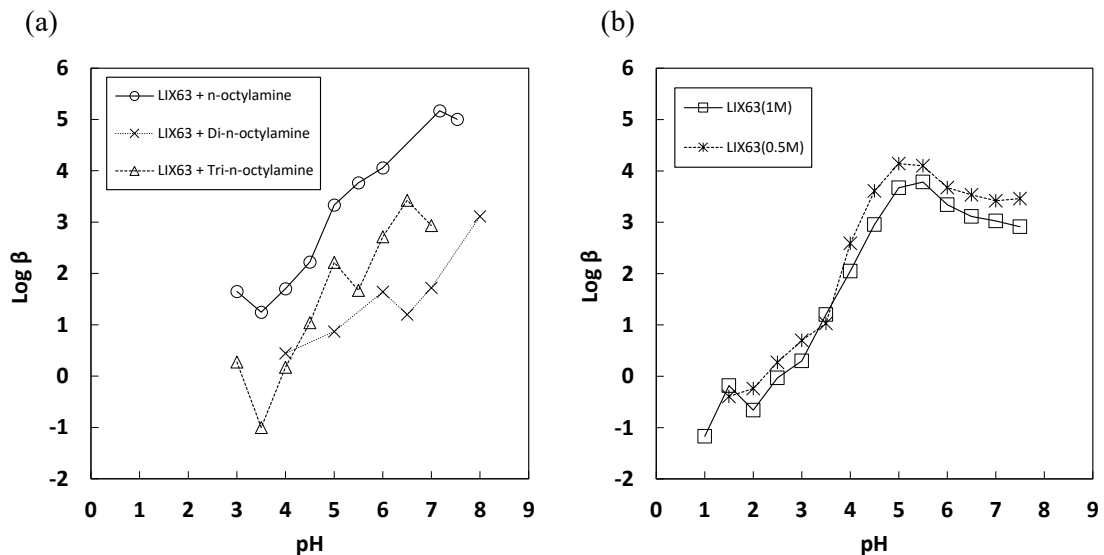 (a)
6
5
4
3
2
1
0
-1
-2
Log β
LIX63 + n-octylamine
LIX63 + Di-n-octylamine
LIX63 + Tri-n-octylamine
0 1 2 3 4 5 6 7 8 9
pH
(b)
6
5
4
3
2
1
0
-1
-2
Log β
LIX63(1M)
LIX63(0.5M)
0 1 2 3 4 5 6 7 8 9
pH